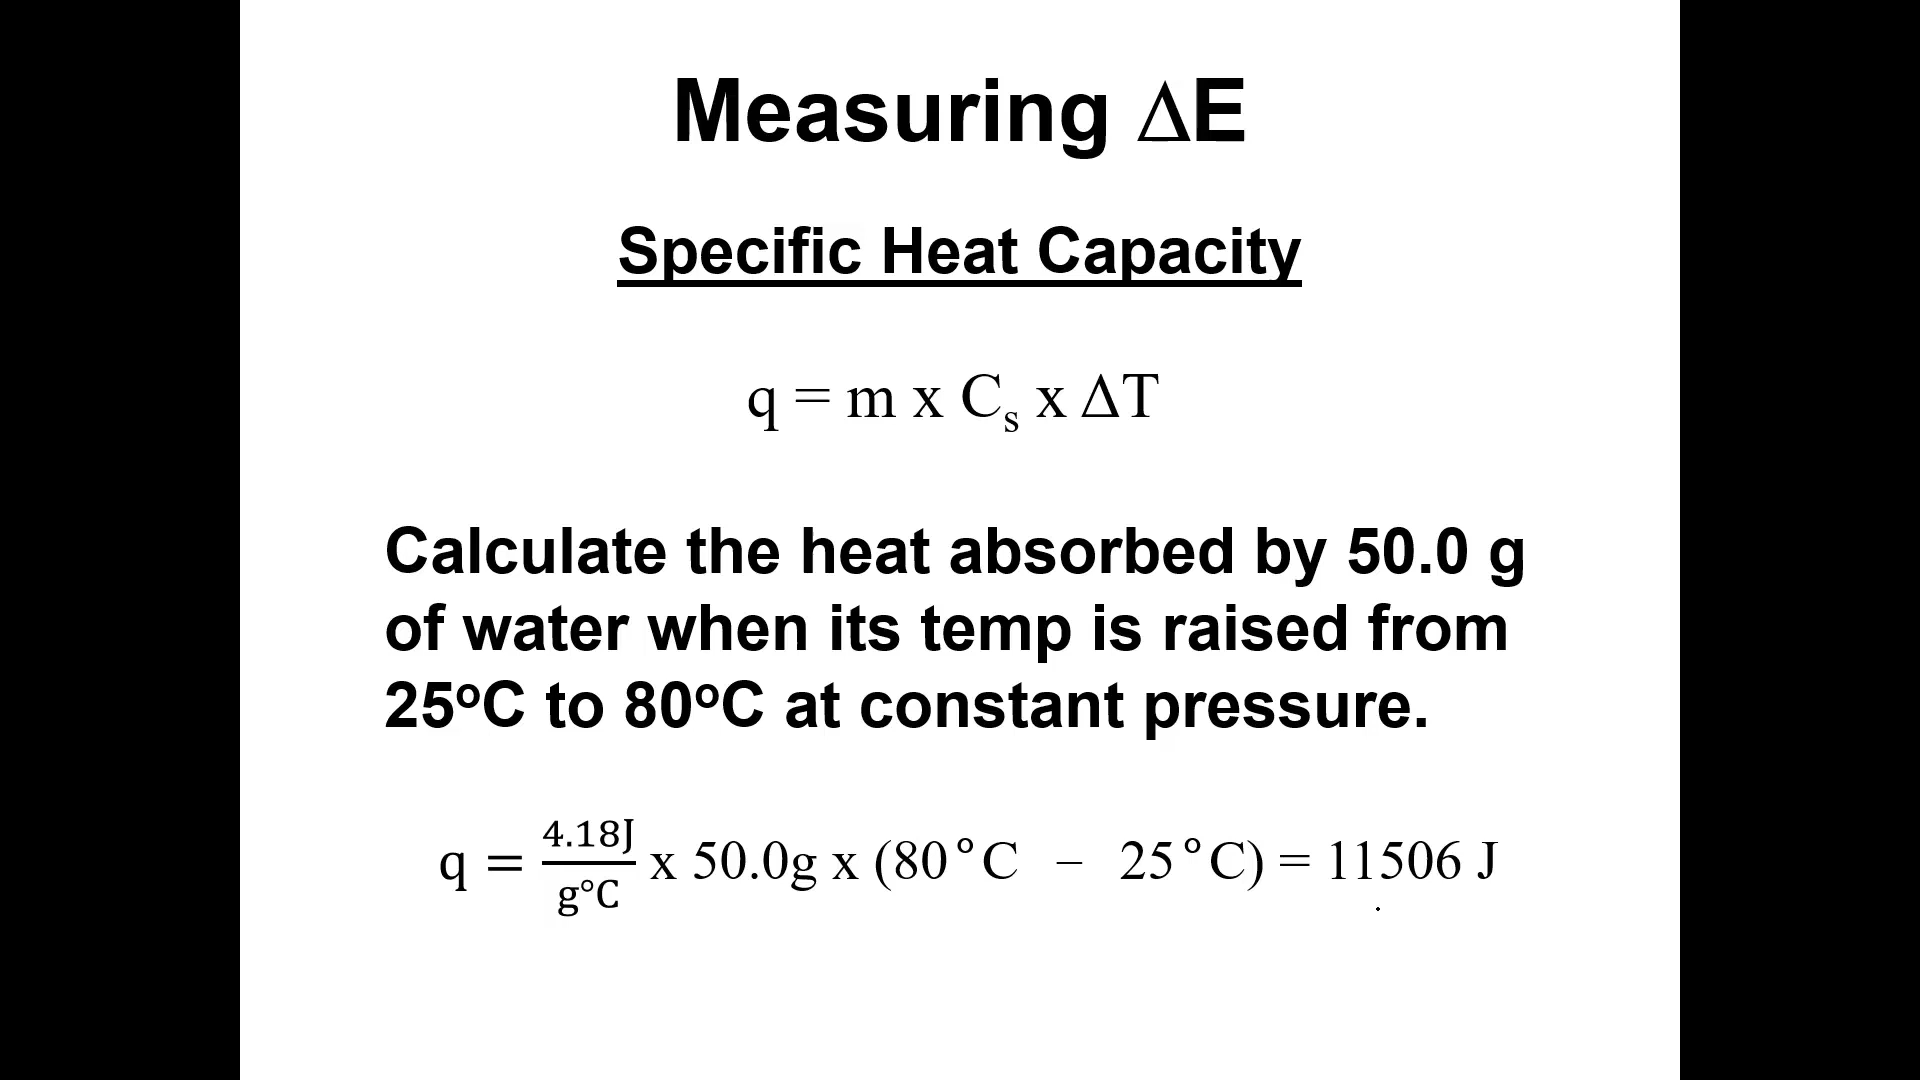 Measuring ΔE
Specific Heat Capacity
q = m x Cs x ΔT
Calculate the heat absorbed by 50.0 g
of water when its temp is raised from
25ºC to 80ºC at constant pressure.
q = 4.18J/g°C x 50.0g x (80°C – 25°C) = 11506 J